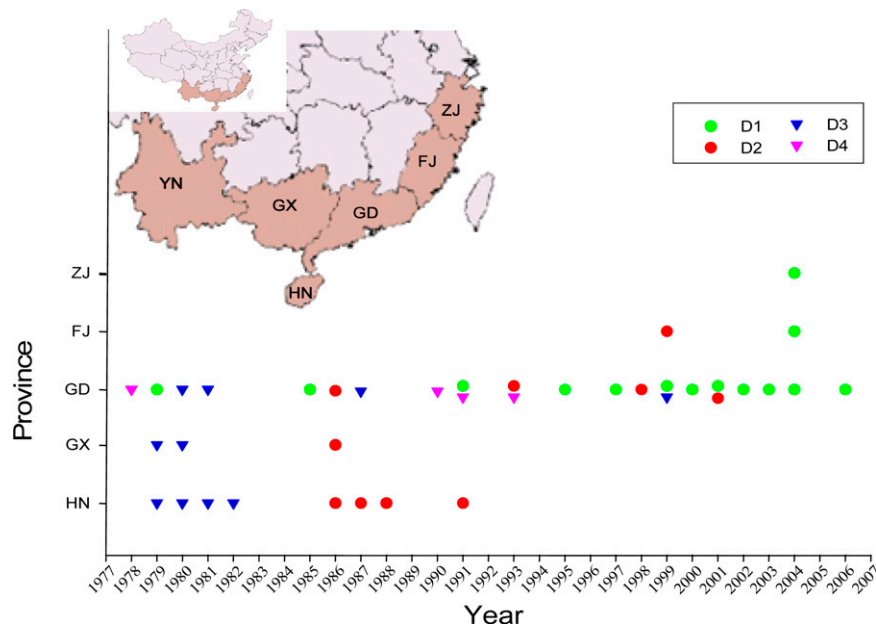 ZJ
FJ
YN
GX
GD
HN
D1
D3
D2
D4
ZJ
FJ
GD
GX
HN
Province
1977 1978 1979 1980 1981 1982 1983 1984 1985 1986 1987 1988 1989 1990 1991 1992 1993 1994 1995 1996 1997 1998 1999 2000 2001 2002 2003 2004 2005 2006 2007
Year